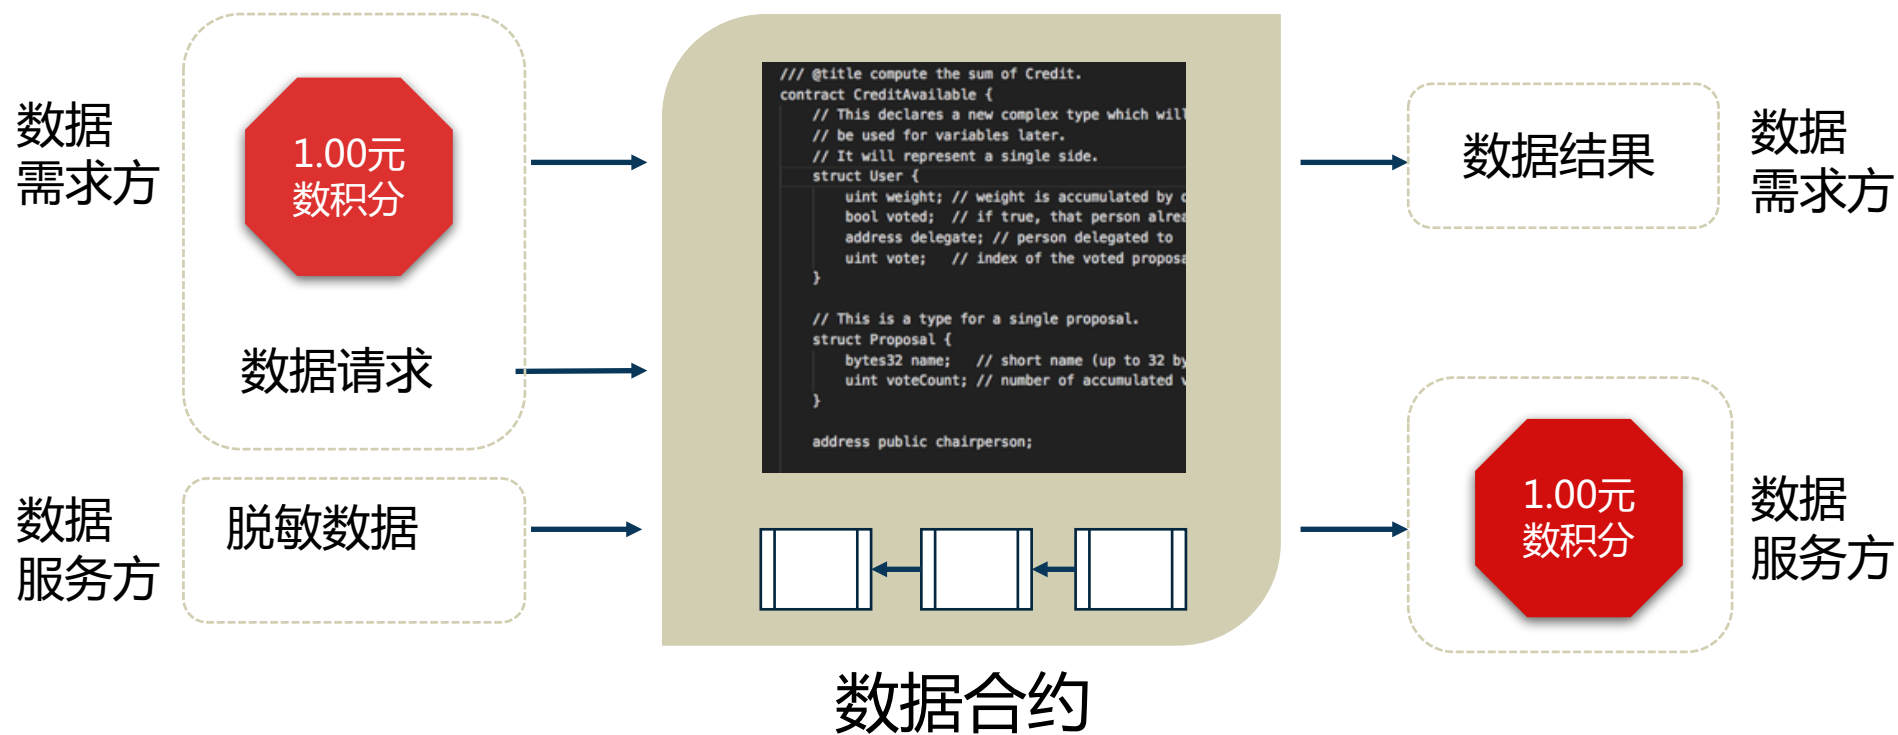 数据
需求方
1.00元
数积分
数据请求
数据
服务方
脱敏数据
/// @title compute the sum of Credit.
contract CreditAvailable {
// This declares a new complex type which will
// be used for variables later.
// It will represent a single side.
struct User {
uint weight; // weight is accumulated by
bool voted;  // if true, that person
address delegate; // person delegated to
uint vote;   // index of the voted
}
// This is a type for a single proposal.
struct Proposal {
bytes32 name;   // short name (up to 32
uint voteCount; // number of accumulated
}
address public chairperson;
数据合约
数据结果
数据
需求方
1.00元
数积分
数据
服务方